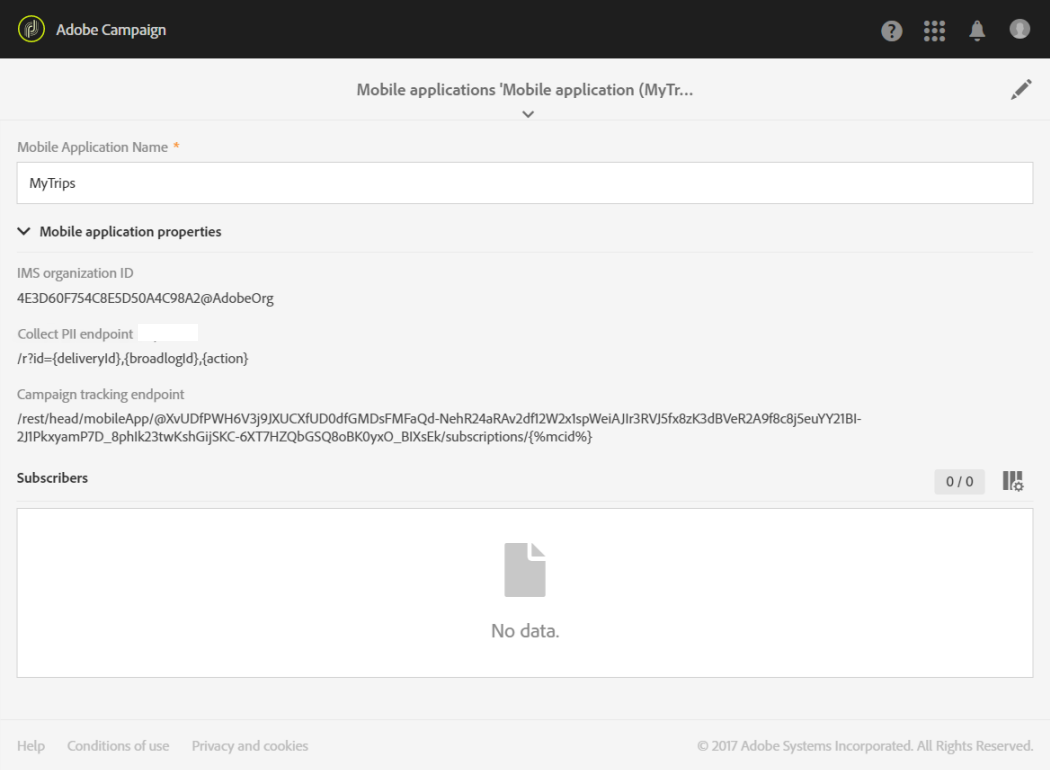 Adobe Campaign
Mobile applications 'Mobile application (MyTr...
Mobile Application Name *
MyTrips
Mobile application properties
IMS organization ID
4E3D60F754C8E5D50A4C98A2@AdobeOrg
Collect PII endpoint
/r?id={deliveryId},{broadlogId},{action}
Campaign tracking endpoint
/rest/head/mobileApp/@XvUDfPWH6V3j9JXUCXfUD0dfGMDsFMFaQd-NehR24aRAv2df12W2x1spWeiAJIr3RVJ5fx8zK3dBVeR2A9f8c8j5euYY21BI-
2J1PkxyamP7D_8phIk23twKshGijSKC-6XT7HZQbGSQ8oBK0yxO_BIXsEk/subscriptions/{%mcid%}
Subscribers
0 / 0
No data.
Help Conditions of use Privacy and cookies © 2017 Adobe Systems Incorporated. All Rights Reserved.